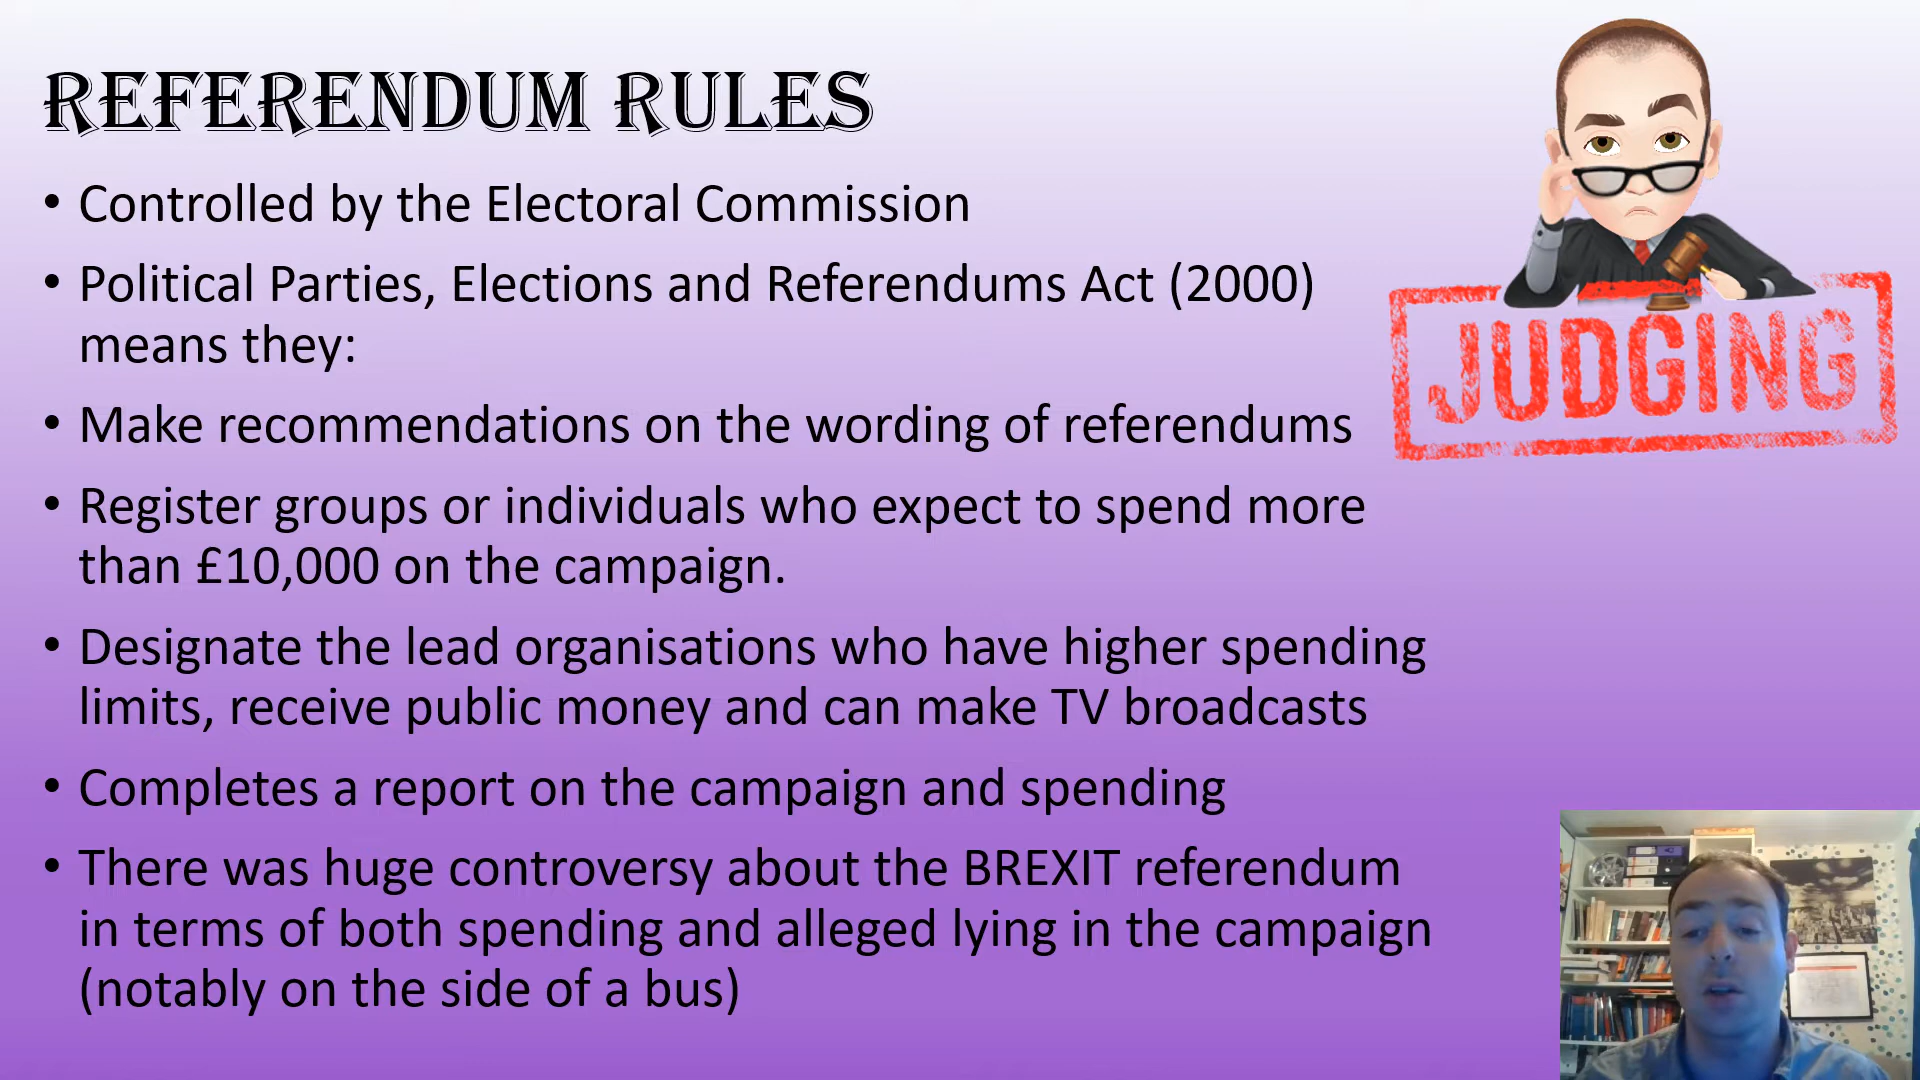 REFERENDUM RULES
• Controlled by the Electoral Commission
• Political Parties, Elections and Referendums Act (2000)
means they:
• Make recommendations on the wording of referendums
• Register groups or individuals who expect to spend more
than £10,000 on the campaign.
• Designate the lead organisations who have higher spending
limits, receive public money and can make TV broadcasts
• Completes a report on the campaign and spending
• There was huge controversy about the BREXIT referendum
in terms of both spending and alleged lying in the campaign
(notably on the side of a bus)
JUDGING